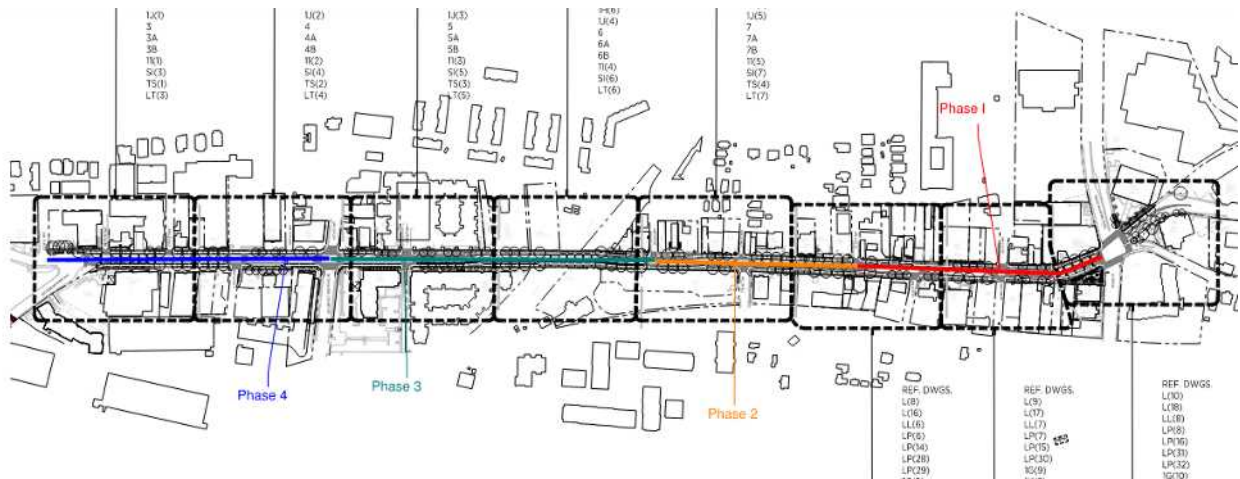 1J(1)
3
3A
3B
11(1)
SI(3)
TS(1)
LT(3)
1J(2)
4
4A
4B
11(2)
SI(4)
TS(2)
LT(4)
1J(3)
5
5A
5B
11(3)
SI(5)
TS(3)
LT(5)
1J(4)
6
6A
6B
11(4)
SI(6)
LT(6)
1J(5)
7
7A
7B
11(5)
SI(7)
TS(4)
LT(7)
Phase I
Phase 4
Phase 3
Phase 2
REF. DWGS.
L(8)
L(16)
LL(6)
LP(6)
LP(14)
LP(28)
LP(29)
REF. DWGS.
L(9)
L(17)
LL(7)
LP(7)
LP(15)
LP(30)
1G(9)
REF. DWGS.
L(10)
L(18)
LL(8)
LP(8)
LP(16)
LP(31)
LP(32)
1G(10)